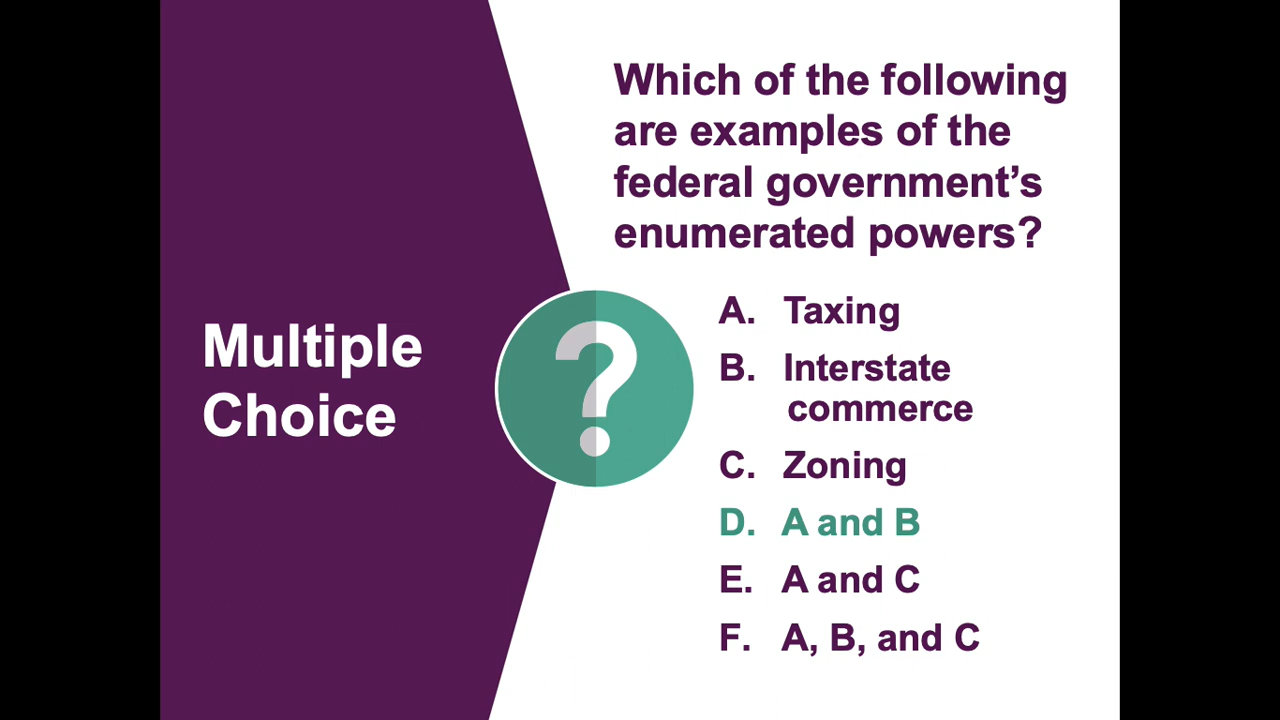 Multiple
Choice
?
Which of the following
are examples of the
federal government’s
enumerated powers?
A. Taxing
B. Interstate
commerce
C. Zoning
D. A and B
E. A and C
F. A, B, and C